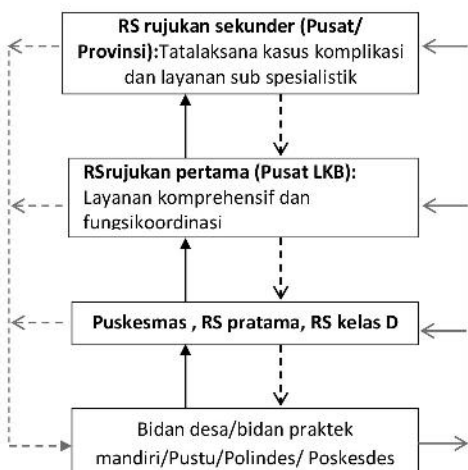 RS rujukan sekunder (Pusat/
Provinsi):Tatalaksana kasus komplikasi
dan layanan sub spesialistik
RSrujukan pertama (Pusat LKB):
Layanan komprehensif dan
fungsikoordinasi
Puskesmas , RS pratama, RS kelas D
Bidan desa/bidan praktek
mandiri/Pustu/Polindes/ Poskesdes